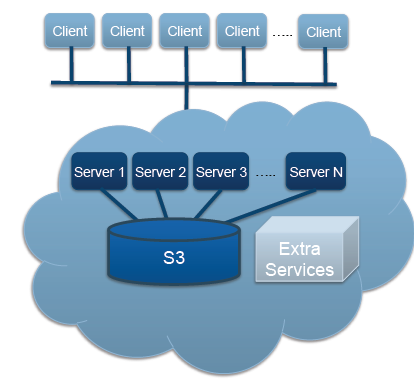 Client Client Client Client ..... Client
Server 1 Server 2 Server 3 ..... Server N
S3
Extra
Services